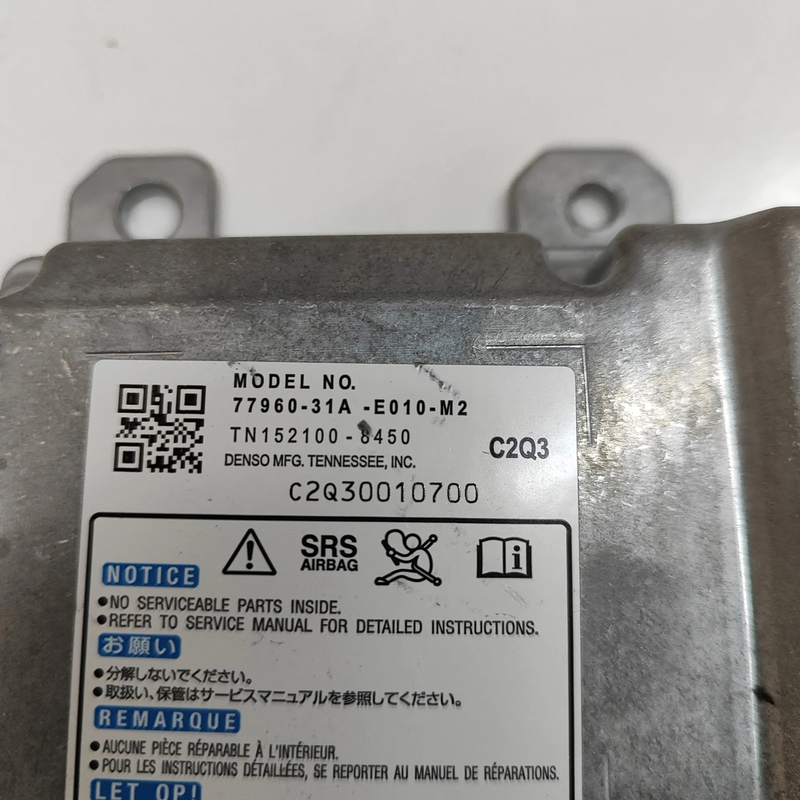 MODEL NO.
77960-31A -E010-M2
TN152100-8450
C2Q3
DENSO MFG. TENNESSEE, INC.
C2Q30010700
SRS
AIRBAG
NOTICE
●NO SERVICEABLE PARTS INSIDE.
●REFER TO SERVICE MANUAL FOR DETAILED INSTRUCTIONS.
お願い
●分解しないでください。
●取扱い、保管はサービスマニュアルを参照してください。
REMARQUE
●AUCUNE PIÈCE RÉPARABLE À L'INTÉRIEUR.
●POUR LES INSTRUCTIONS DÉTAILLÉES, SE REPORTER AU MANUEL DE RÉPARATIONS.
LET OP!